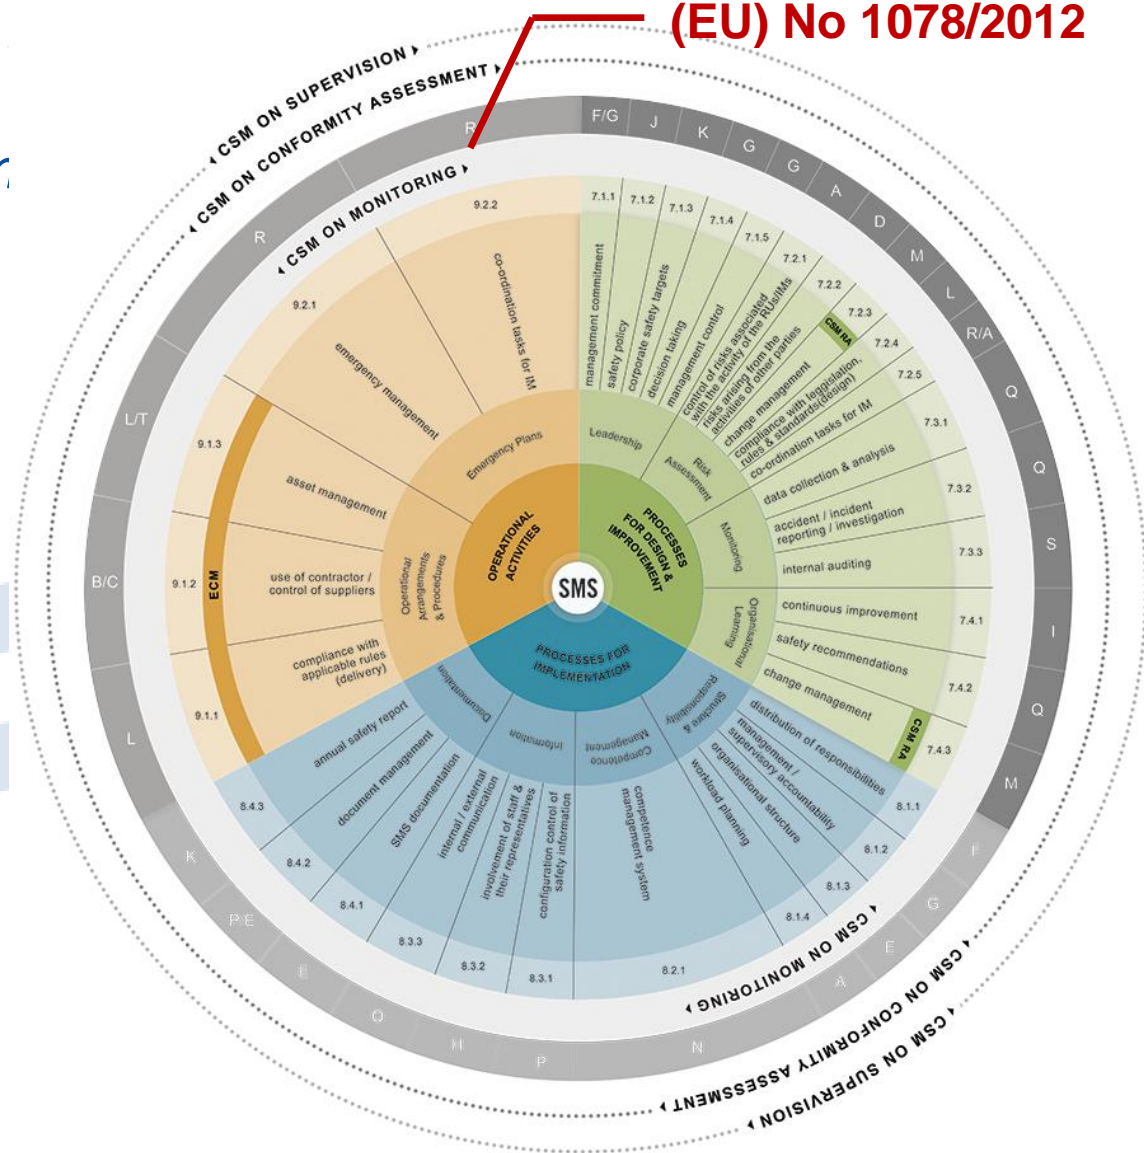 (EU) No 1078/2012
CSM ON SUPERVISION
CSM ON CONFORMITY ASSESSMENT
CSM ON MONITORING
R
R
L/T
B/C
L
F/G
J
K
G
G
A
D
M
L
R/A
Q
Q
S
I
Q
M
F
G
E
A
N
P
H
O
E
P E
K
SMS
PROCESSES
FOR DESIGN &
IMPROVEMENT
Leadership
7.1.1
management commitment
7.1.2
safety policy
7.1.3
corporate safety targets
7.1.4
decision taking
7.1.5
management control
Risk
Assessment
7.2.1
control of risks associated
with the activity of the RUs/IMs
7.2.2
risks arising from the
activities of other parties
7.2.3
change management
CSM RA
7.2.4
compliance with leggislation,
rules & standards(design)
7.2.5
co-ordination tasks for IM
Monitoring
7.3.1
data collection & analysis
7.3.2
accident / incident
reporting / investigation
7.3.3
internal auditing
Organisational
Learning
7.4.1
continuous improvement
7.4.2
safety recommendations
7.4.3
change management
CSM RA
PROCESSES FOR
IMPLEMENTATION
Structure &
Responsibility
8.1.1
distribution of responsibilities
8.1.2
management /
supervisory accountability
8.1.3
organisational structure
8.1.4
workload planning
Competence
Management
8.2.1
competence
management system
Information
8.3.1
configuration control of
safety information
8.3.2
involvement of staff &
their representatives
8.3.3
internal / external
communication
Documentation
8.4.1
SMS documentation
8.4.2
document management
8.4.3
annual safety report
OPERATIONAL
ACTIVITIES
Operational
Arrangements
& Procedures
ECM
9.1.1
compliance with
applicable rules
(delivery)
9.1.2
use of contractor /
control of suppliers
9.1.3
asset management
Emergency Plans
9.2.1
emergency management
9.2.2
co-ordination tasks for IM
CSM ON MONITORING
CSM ON CONFORMITY ASSESSMENT
CSM ON SUPERVISION